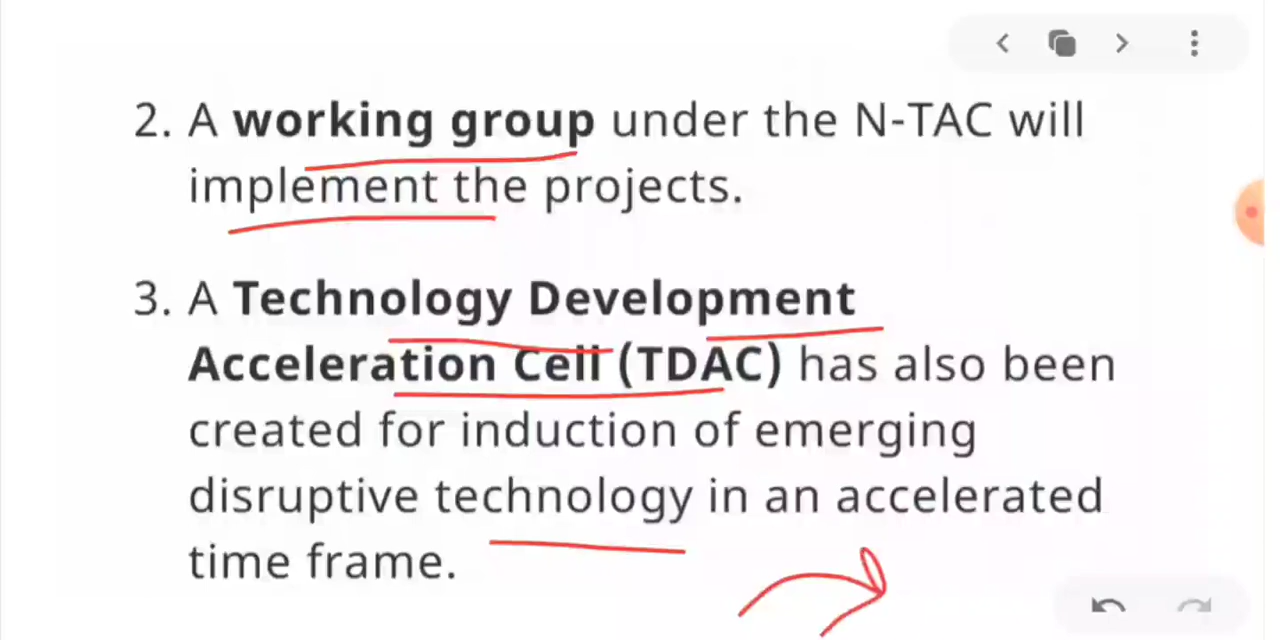 2. A working group under the N-TAC will
implement the projects.
3. A Technology Development
Acceleration Cell (TDAC) has also been
created for induction of emerging
disruptive technology in an accelerated
time frame.